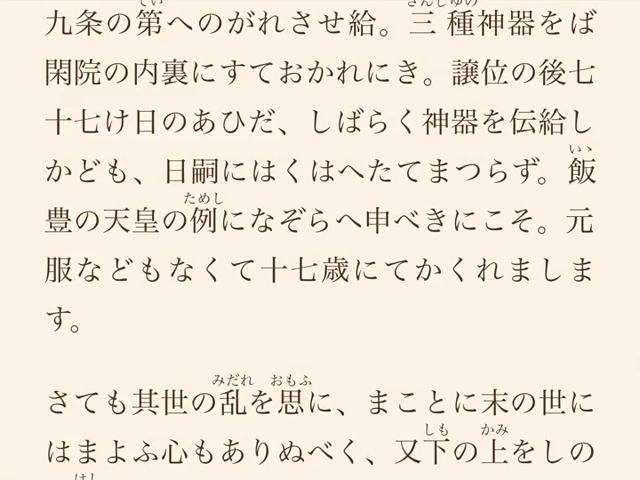 九条の第へのがれさせ給。三種神器をば
閑院の内裏にすておかれにき。譲位の後七
十七け日のあひだ、しばらく神器を伝給し
かども、日嗣にはくはへたてまつらず。飯
豊の天皇の例になぞらへ申べきにこそ。元
服などもなくて十七歳にてかくれましま
す。
さても其世の乱を思に、まことに末の世に
はまよふ心もありぬべく、又下の上をしの